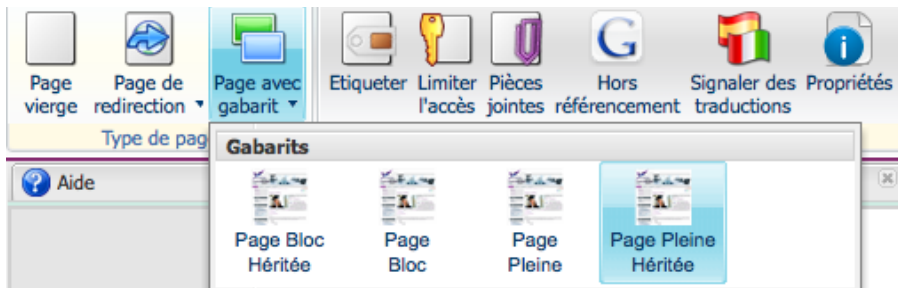 Page Page de Page avec Etiqueter Limiter Pièces Hors Signaler des Propriétés
vierge redirection gabarit l'accès jointes référencement traductions
Type de pag
Gabarits
Aide
Page Bloc Page Page Page Pleine
Héritée Bloc Pleine Héritée